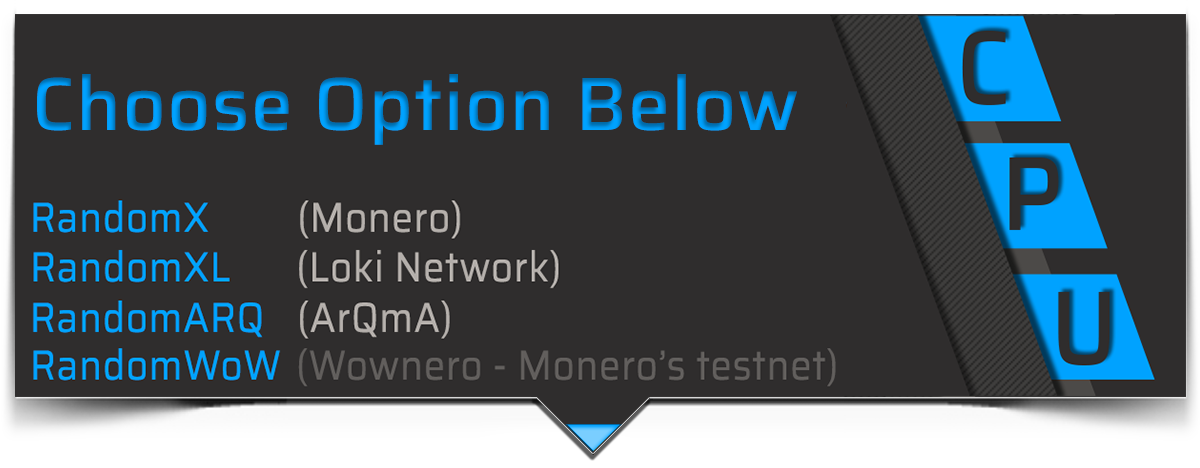 Choose Option Below
RandomX (Monero)
RandomXL (Loki Network)
RandomARQ (ArQmA)
RandomWoW (Wownero - Monero’s testnet)
C
P
U